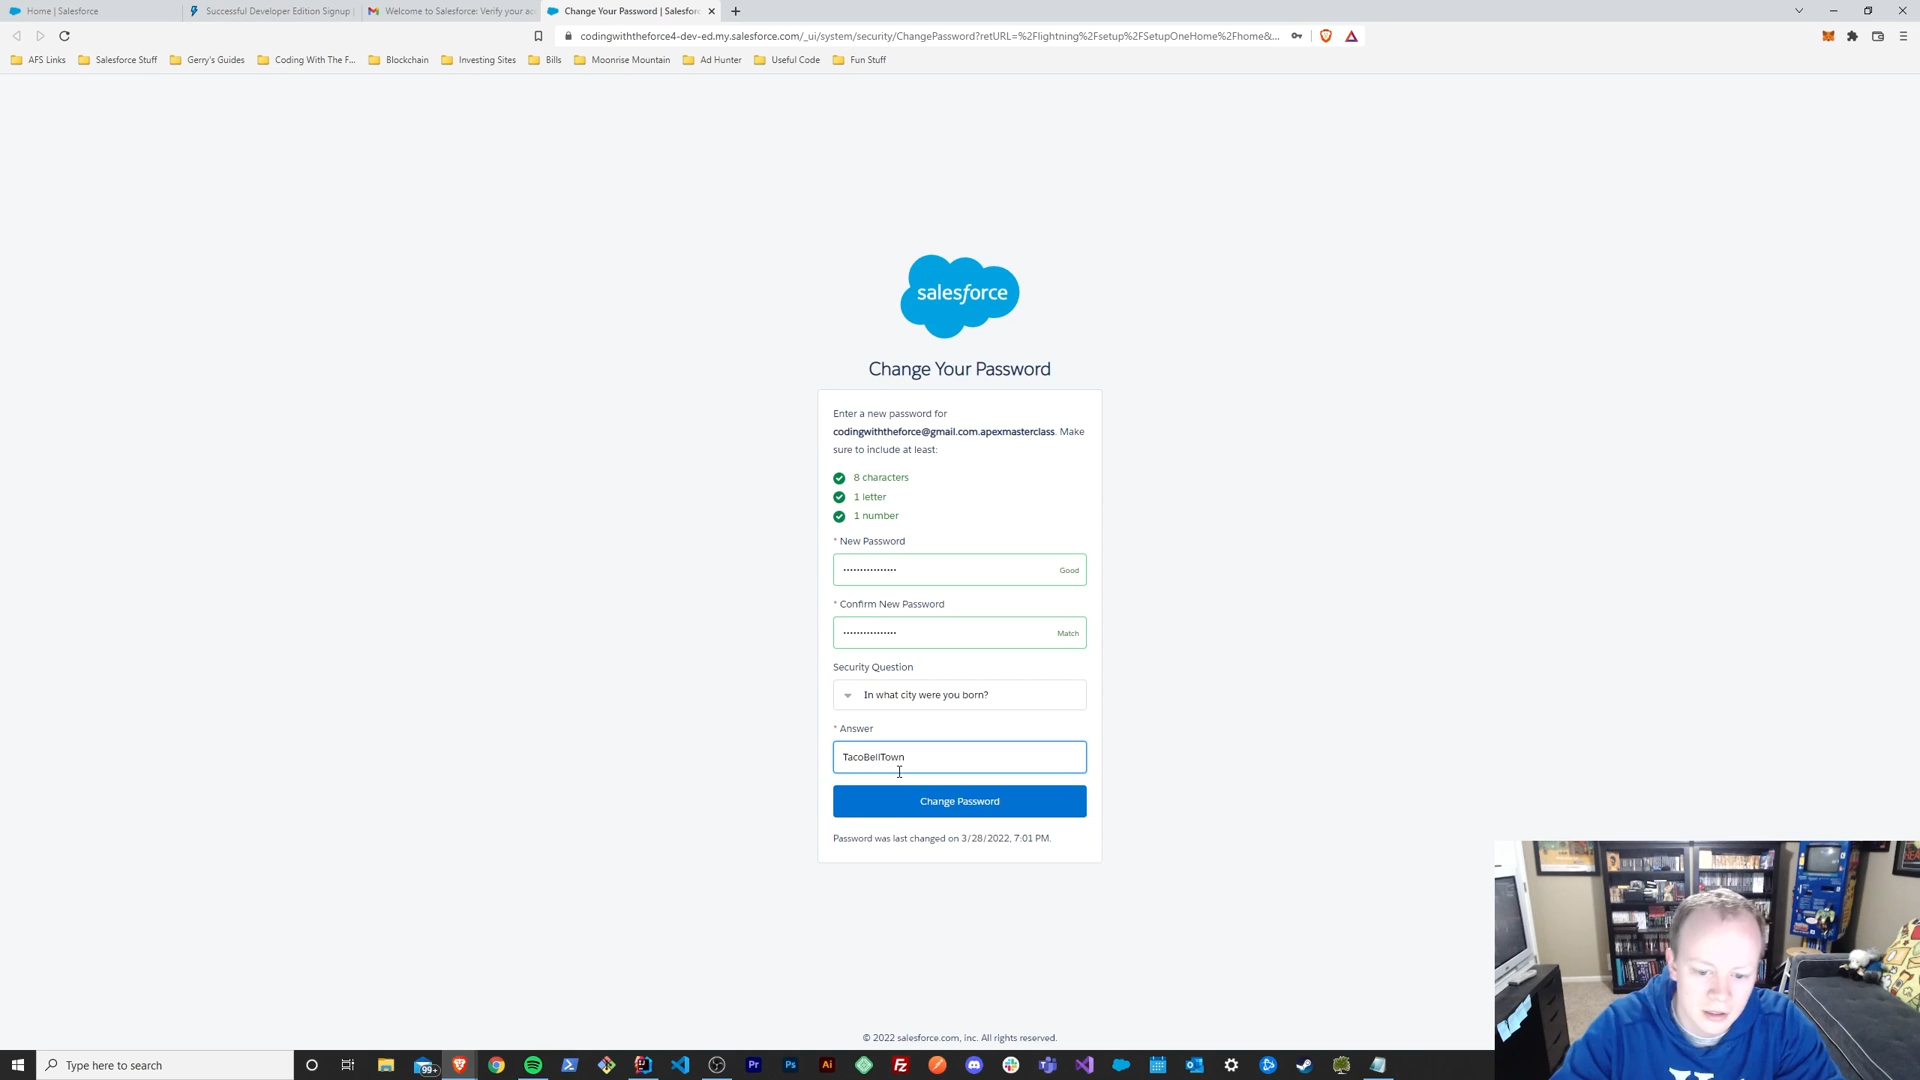 Home | Salesforce
Successful Developer Edition Signup
Welcome to Salesforce: Verify your ac
Change Your Password | Salesfor
codingwiththeforce4-dev-ed.my.salesforce.com/_ui/system/security/ChangePassword?retURL=%2Flightning%2Fsetup%2FSetupOneHome%2Fhome&...
AFS Links
Salesforce Stuff
Gerry's Guides
Coding With The F...
Blockchain
Investing Sites
Bills
Moonrise Mountain
Ad Hunter
Useful Code
Fun Stuff
salesforce
Change Your Password
Enter a new password for
codingwiththeforce@gmail.com.apexmasterclass. Make
sure to include at least:
8 characters
1 letter
1 number
* New Password
••••••••••••••••
Good
* Confirm New Password
••••••••••••••••
Match
Security Question
In what city were you born?
* Answer
TacoBellTown
Change Password
Password was last changed on 3/28/2022, 7:01 PM.
© 2022 salesforce.com, inc. All rights reserved.
Type here to search
99+
Pr
Ps
Ai